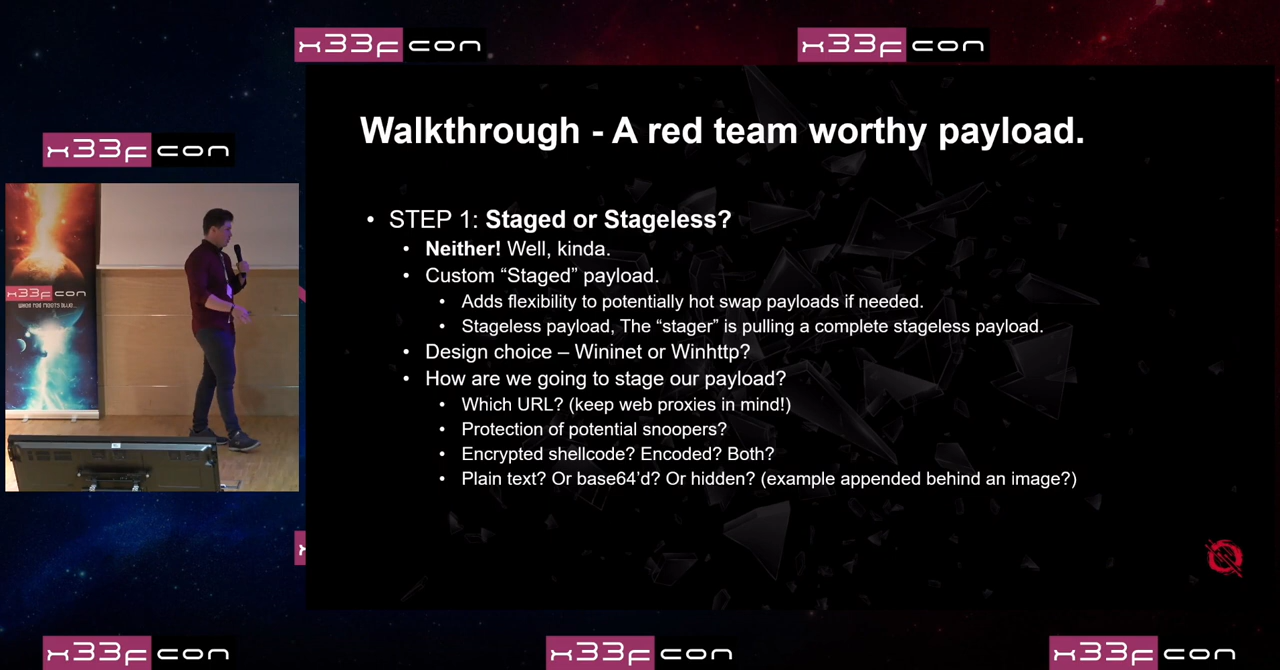 x33fcon
x33fcon
x33fcon
Walkthrough - A red team worthy payload.
• STEP 1: Staged or Stageless?
• Neither! Well, kinda.
• Custom “Staged” payload.
• Adds flexibility to potentially hot swap payloads if needed.
• Stageless payload, The “stager” is pulling a complete stageless payload.
• Design choice – Wininet or Winhttp?
• How are we going to stage our payload?
• Which URL? (keep web proxies in mind!)
• Protection of potential snoopers?
• Encrypted shellcode? Encoded? Both?
• Plain text? Or base64’d? Or hidden? (example appended behind an image?)
x33fcon
x33fcon
x33fcon
x33fcon